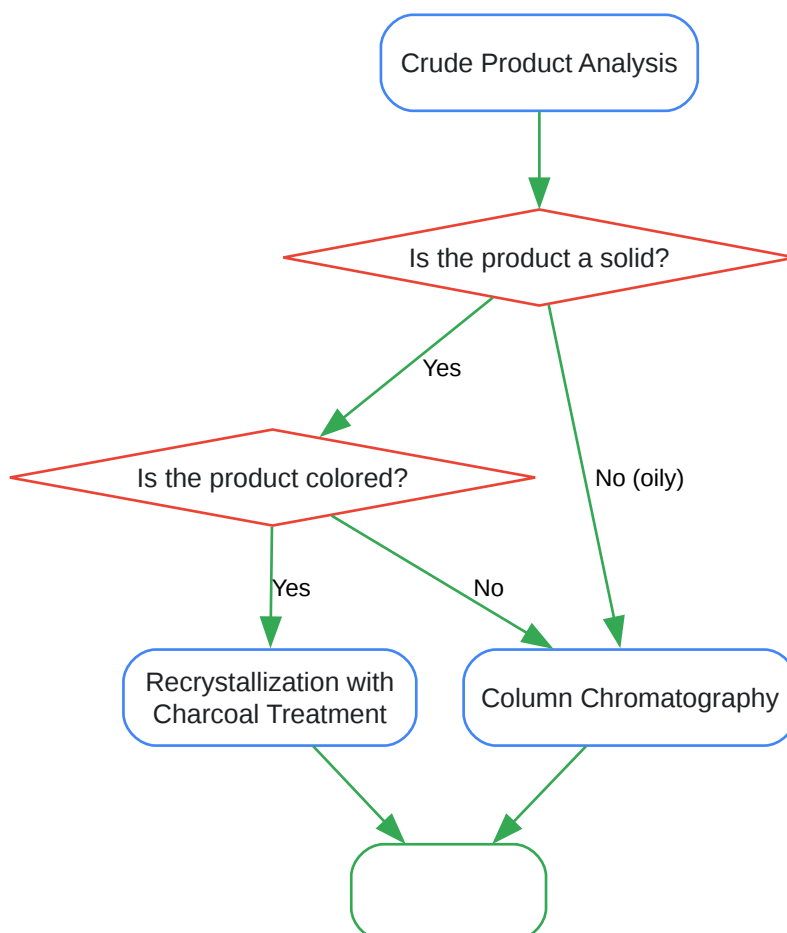 Crude Product Analysis
Is the product a solid?
Yes
No (oily)
Is the product colored?
Yes
No
Recrystallization with
Charcoal Treatment
Column Chromatography